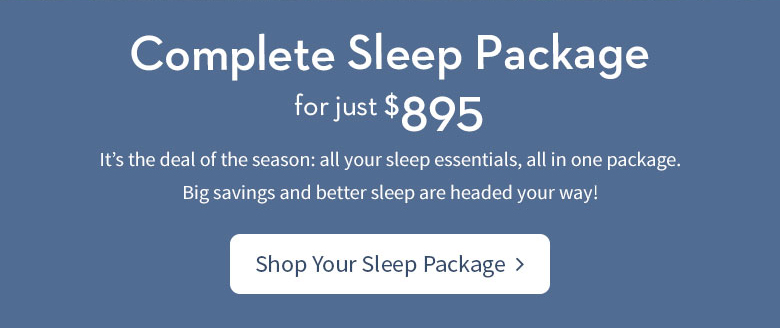 Complete Sleep Package
for just $895
It’s the deal of the season: all your sleep essentials, all in one package.
Big savings and better sleep are headed your way!
Shop Your Sleep Package >